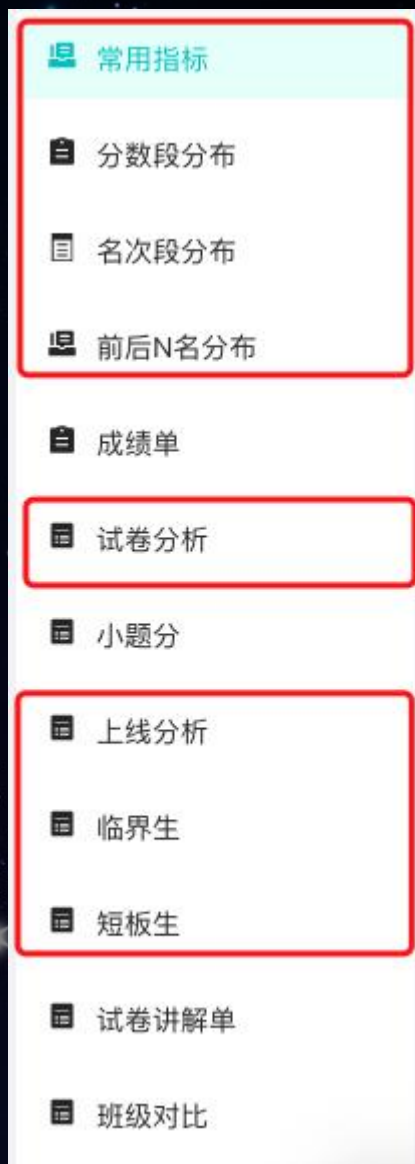 常用指标
分数段分布
名次段分布
前后N名分布
成绩单
试卷分析
小题分
上线分析
临界生
短板生
试卷讲解单
班级对比